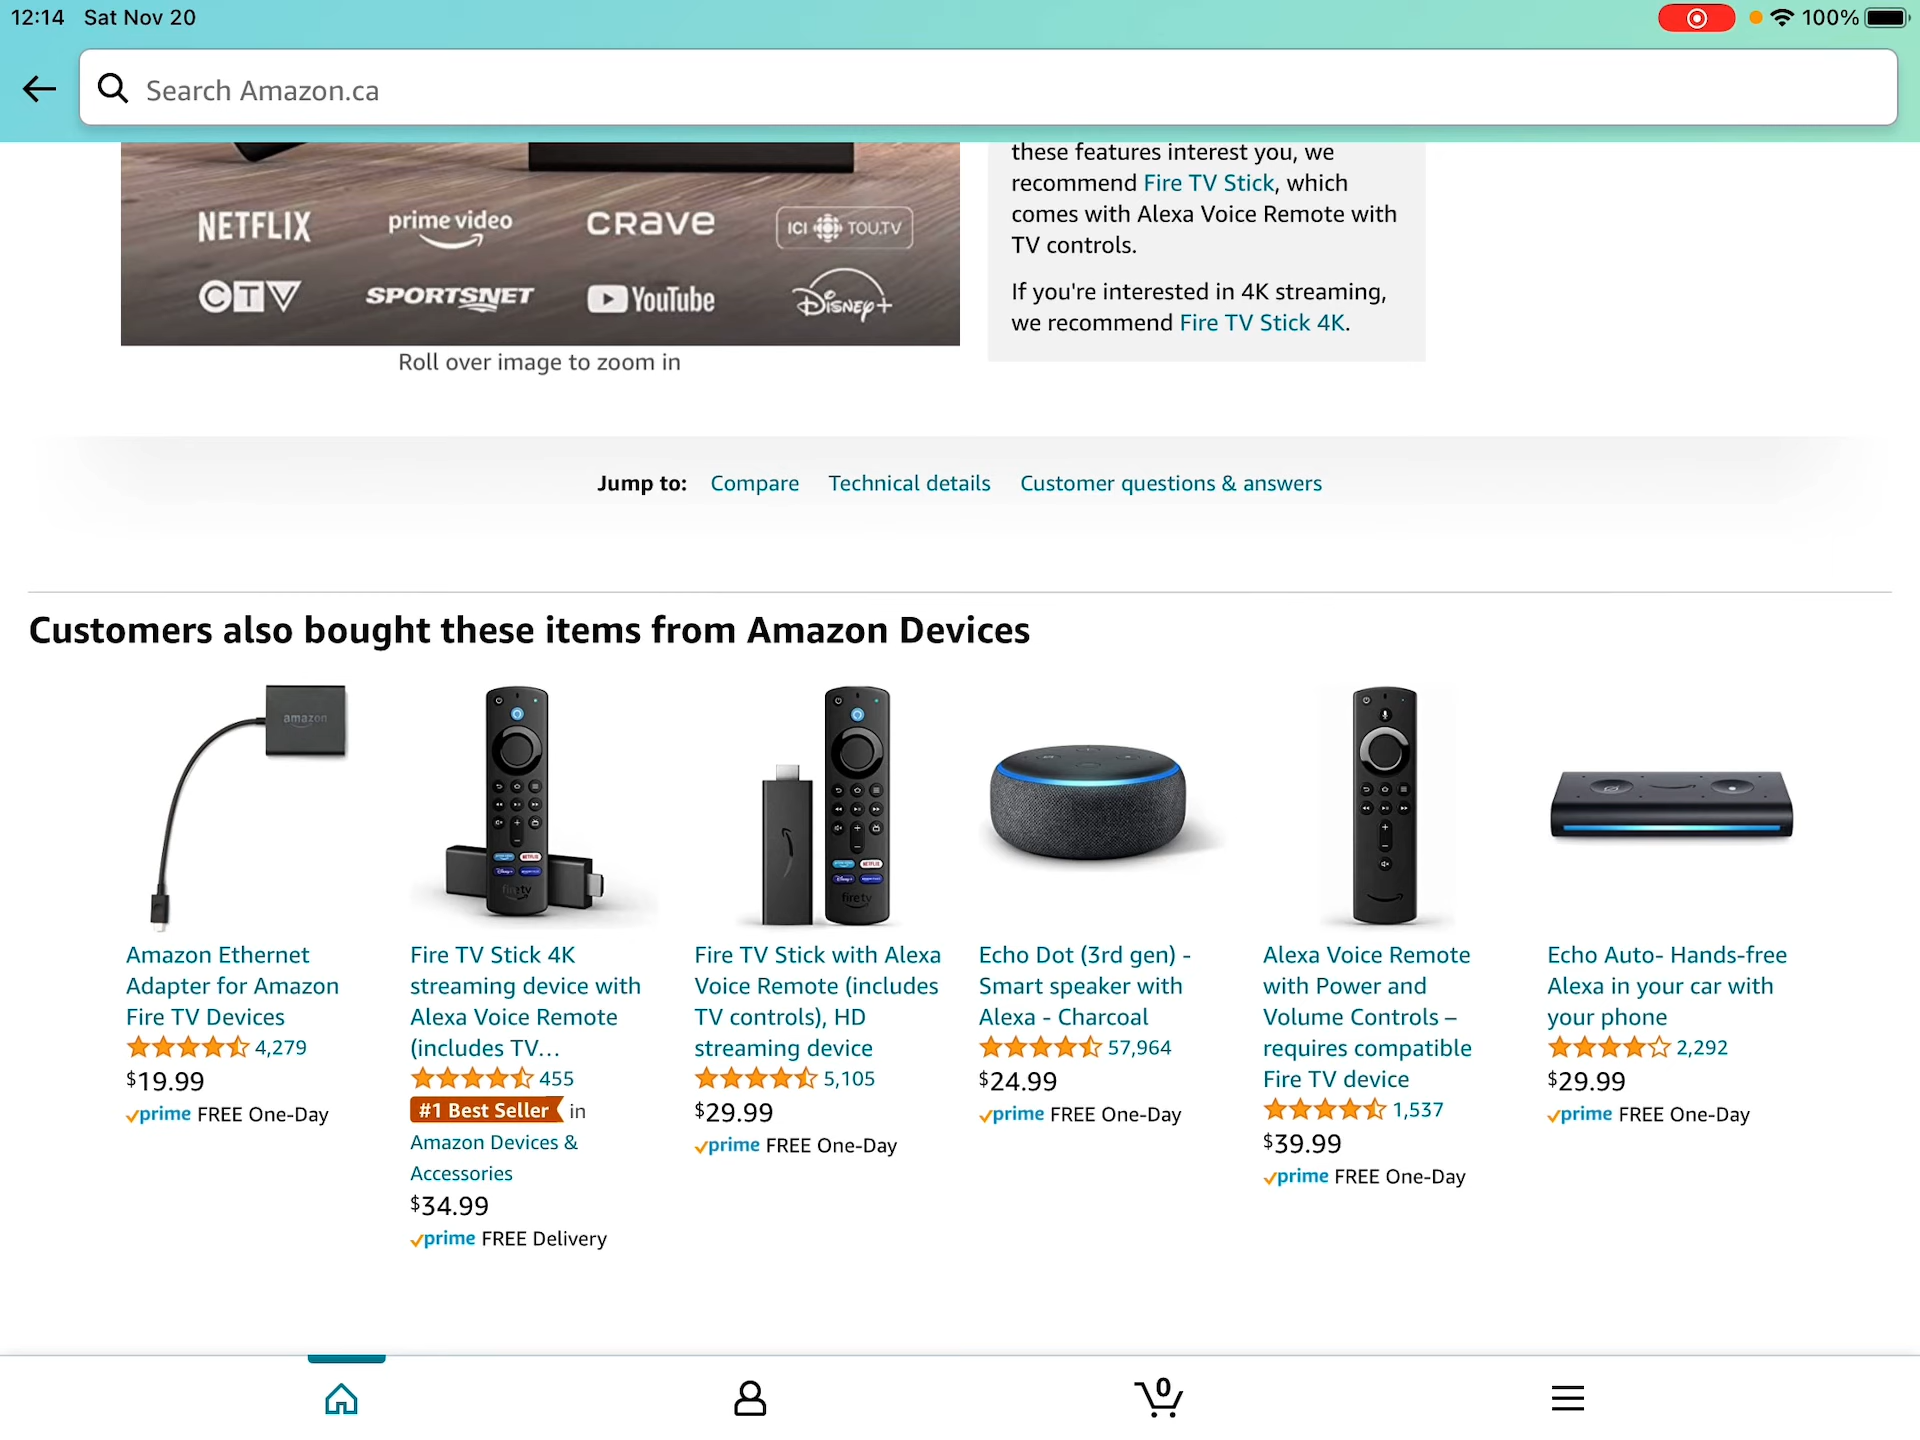 12:14 Sat Nov 20
100%
Search Amazon.ca
NETFLIX prime video CRAVE ICI TOU.TV
CTV SPORTSNET YouTube Disney+
Roll over image to zoom in
these features interest you, we
recommend Fire TV Stick, which
comes with Alexa Voice Remote with
TV controls.
If you're interested in 4K streaming,
we recommend Fire TV Stick 4K.
Jump to: Compare Technical details Customer questions & answers
Customers also bought these items from Amazon Devices
amazon
Amazon Ethernet
Adapter for Amazon
Fire TV Devices
4,279
$19.99
prime FREE One-Day
NETFLIX
Disney+
fire tv
Fire TV Stick 4K
streaming device with
Alexa Voice Remote
(includes TV…
455
#1 Best Seller in
Amazon Devices &
Accessories
$34.99
prime FREE Delivery
NETFLIX
Disney+
fire tv
Fire TV Stick with Alexa
Voice Remote (includes
TV controls), HD
streaming device
5,105
$29.99
prime FREE One-Day
Echo Dot (3rd gen) -
Smart speaker with
Alexa - Charcoal
57,964
$24.99
prime FREE One-Day
Alexa Voice Remote
with Power and
Volume Controls –
requires compatible
Fire TV device
1,537
$39.99
prime FREE One-Day
Echo Auto- Hands-free
Alexa in your car with
your phone
2,292
$29.99
prime FREE One-Day
0